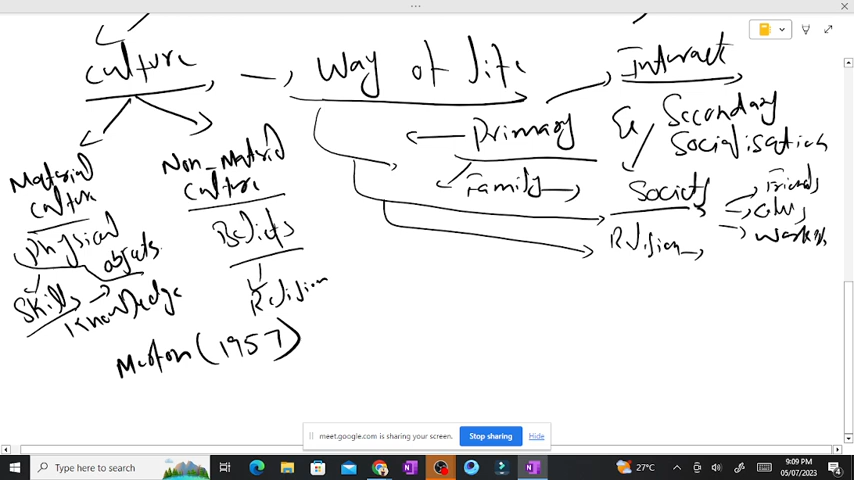 culture → Way of life
Interact
Primary
& Secondary
Socialisation
Material
culture
Non-Material
culture
Family →
Society
Friends
Physical
objects
Beliefs
Religion →
Skills → Knowledge
Religion
Merton (1957)
meet.google.com is sharing your screen.
Stop sharing
Hide
Type here to search
27°C
9:09 PM
05/07/2023
4